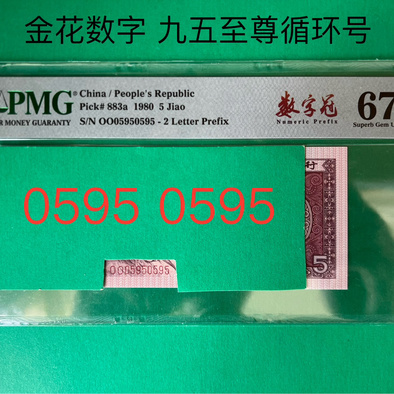 金花数字 九五至尊循环号
PMG
China / People's Republic
Pick# 883a 1980 5 Jiao
S/N OO05950595 - 2 Letter Prefix
MONEY GUARANTY
数字冠
Numeric Prefix
67
Superb Gem U
行
0595 0595
OO05950595
5